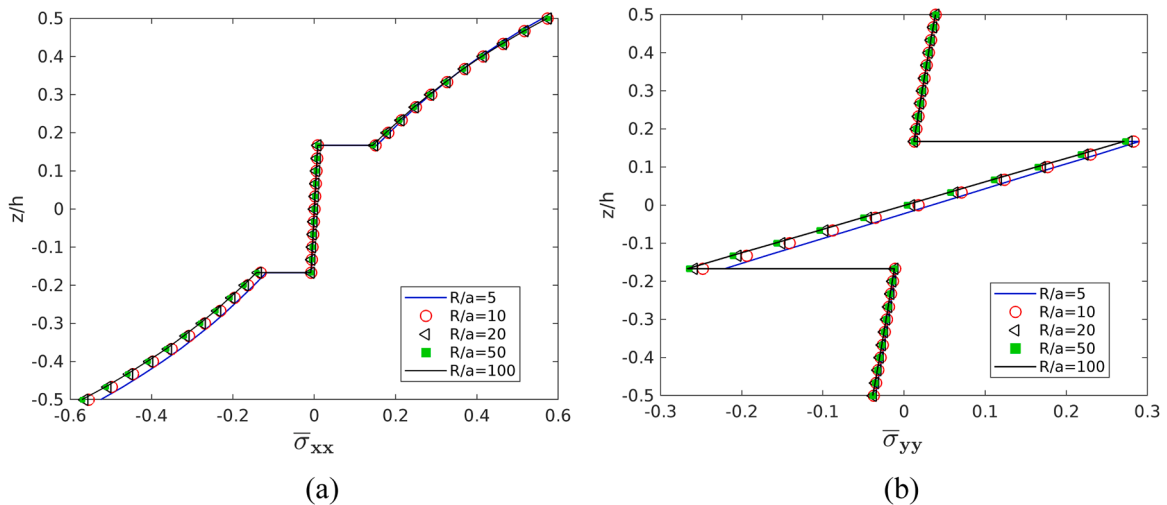 0.5
0.4
0.3
0.2
0.1
0
-0.1
-0.2
-0.3
-0.4
-0.5
z/h
-0.6 -0.4 -0.2 0 0.2 0.4 0.6
σ̅xx
R/a=5
R/a=10
R/a=20
R/a=50
R/a=100
(a)
0.5
0.4
0.3
0.2
0.1
0
-0.1
-0.2
-0.3
-0.4
-0.5
z/h
-0.3 -0.2 -0.1 0 0.1 0.2 0.3
σ̅yy
R/a=5
R/a=10
R/a=20
R/a=50
R/a=100
(b)